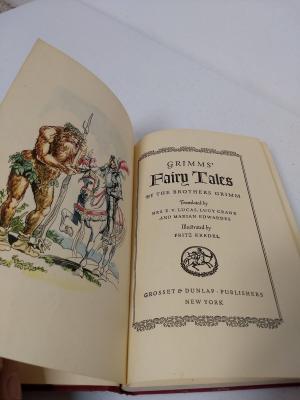 GRIMMS'
Fairy Tales
BY THE BROTHERS GRIMM
Translated by
MRS. E. V. LUCAS, LUCY CRANE
AND MARIAN EDWARDES
Illustrated by
FRITZ KREDEL
GROSSET & DUNLAP · PUBLISHERS
NEW YORK